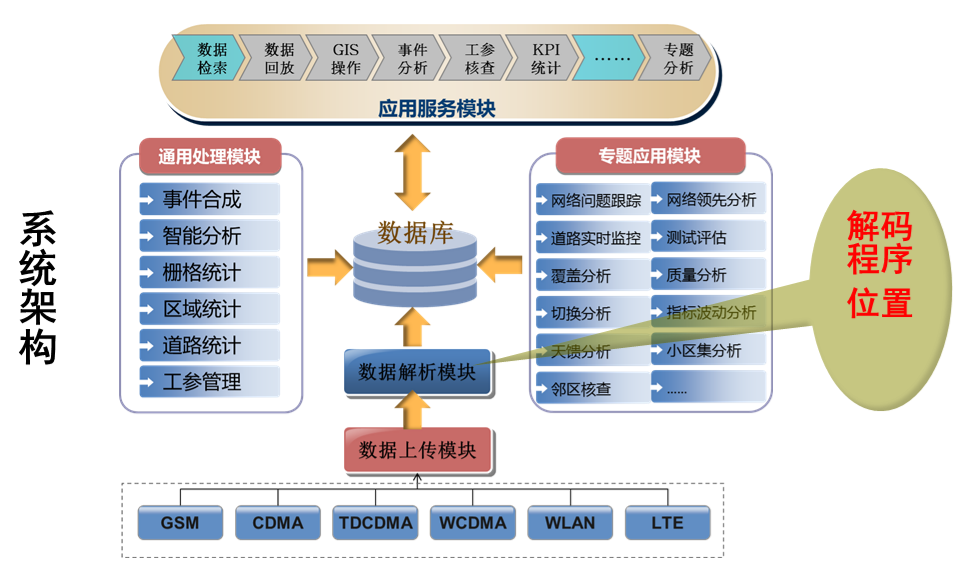 数据
检索
数据
回放
GIS
操作
事件
分析
工参
核查
KPI
统计
……
专题
分析
应用服务模块
系统架构
通用处理模块
事件合成
智能分析
栅格统计
区域统计
道路统计
工参管理
数据库
专题应用模块
网络问题跟踪
网络领先分析
道路实时监控
测试评估
覆盖分析
质量分析
切换分析
指标波动分析
天馈分析
小区集分析
邻区核查
......
解码
程序
位置
数据解析模块
数据上传模块
GSM
CDMA
TDCDMA
WCDMA
WLAN
LTE